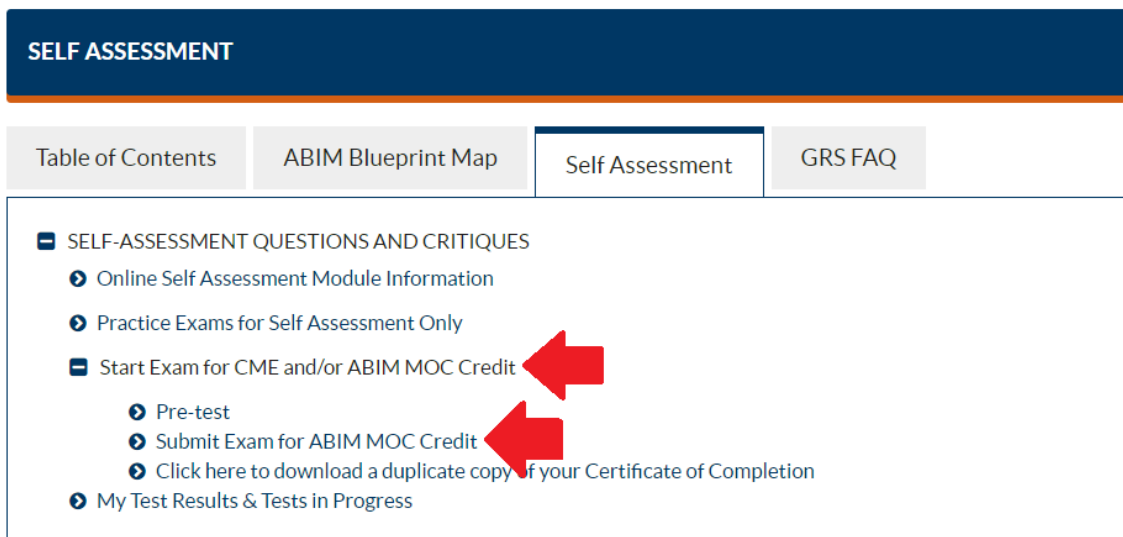 SELF ASSESSMENT
Table of Contents ABIM Blueprint Map Self Assessment GRS FAQ
SELF-ASSESSMENT QUESTIONS AND CRITIQUES
Online Self Assessment Module Information
Practice Exams for Self Assessment Only
Start Exam for CME and/or ABIM MOC Credit
Pre-test
Submit Exam for ABIM MOC Credit
Click here to download a duplicate copy of your Certificate of Completion
My Test Results & Tests in Progress